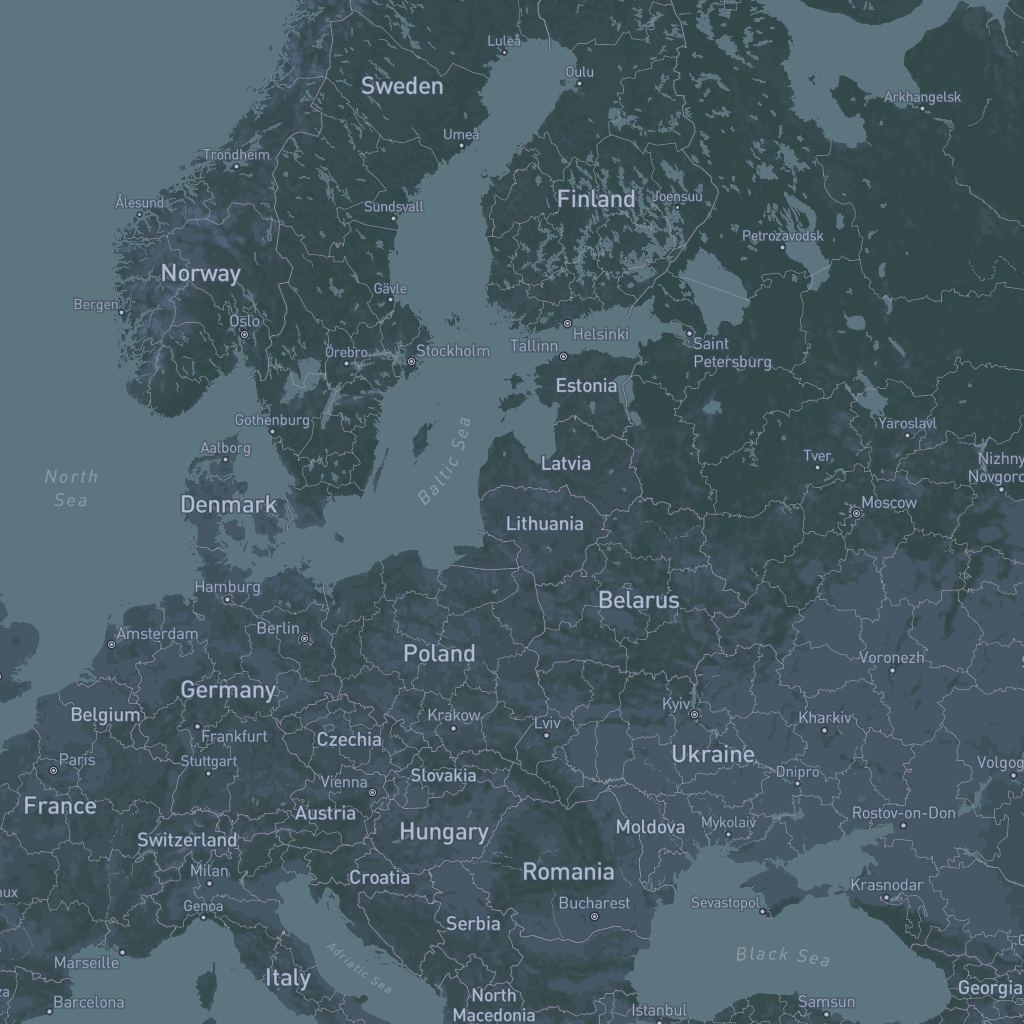 Luleå
Oulu
Sweden
Arkhangelsk
Umeå
Trondheim
Finland
Joensuu
Ålesund
Sundsvall
Petrozavodsk
Norway
Gävle
Bergen
Oslo
Helsinki
Tallinn
Saint
Petersburg
Örebro
Stockholm
Estonia
Gothenburg
Yaroslavl
Aalborg
Baltic Sea
Latvia
Tver
Nizhny
Novgoro
North
Sea
Denmark
Moscow
Lithuania
Hamburg
Belarus
Berlin
Amsterdam
Poland
Voronezh
Germany
Kyiv
Belgium
Krakow
Lviv
Kharkiv
Frankfurt
Czechia
Ukraine
Paris
Stuttgart
Volgog
Dnipro
Slovakia
Vienna
France
Austria
Rostov-on-Don
Mykolaiv
Moldova
Hungary
Switzerland
Milan
Romania
Croatia
Krasnodar
aux
Genoa
Bucharest
Sevastopol
Serbia
Marseille
Adriatic Sea
Black Sea
Italy
Georgia
za
Barcelona
North
Macedonia
Istanbul
Samsun